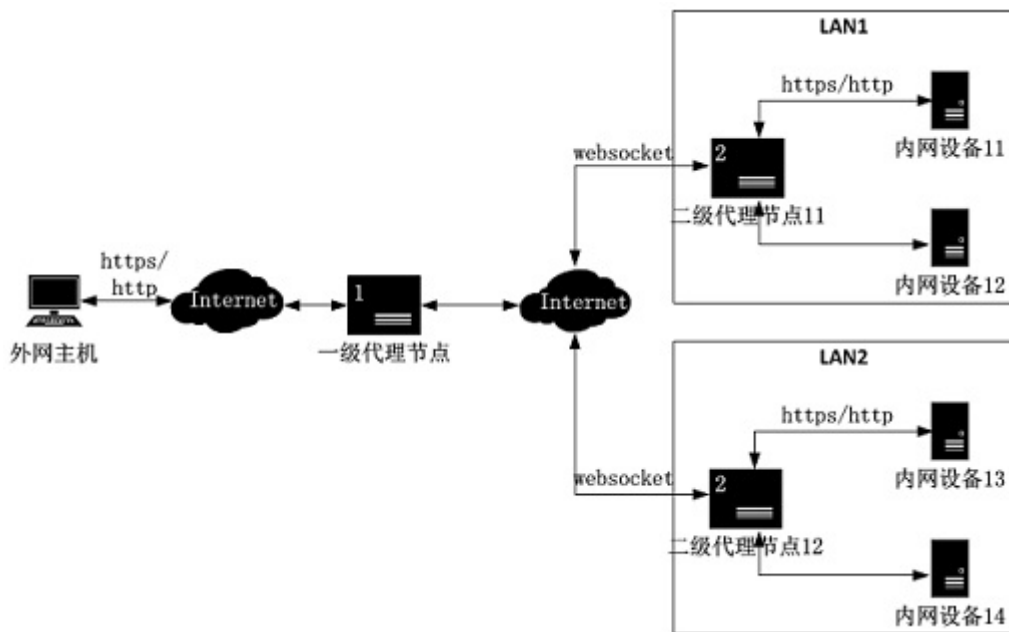 LAN1
https/http
内网设备11
websocket
2
二级代理节点11
内网设备12
https/
http
Internet
外网主机
1
一级代理节点
Internet
LAN2
https/http
内网设备13
websocket
2
二级代理节点12
内网设备14